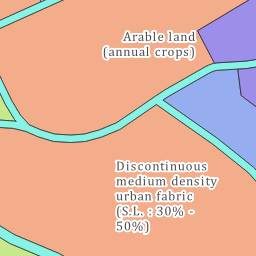 Arable land
(annual crops)
Discontinuous
medium density
urban fabric
(S.L. : 30% -
50%)